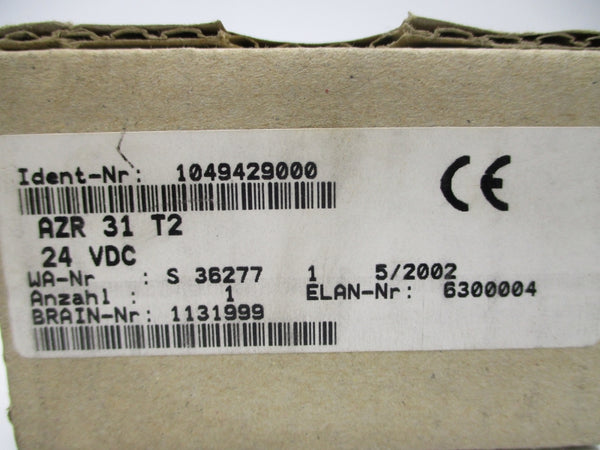 Ident-Nr: 1049429000
CE
AZR 31 T2
24 VDC
WA-Nr : S 36277 1 5/2002
Anzahl : 1 ELAN-Nr: 6300004
BRAIN-Nr: 1131999